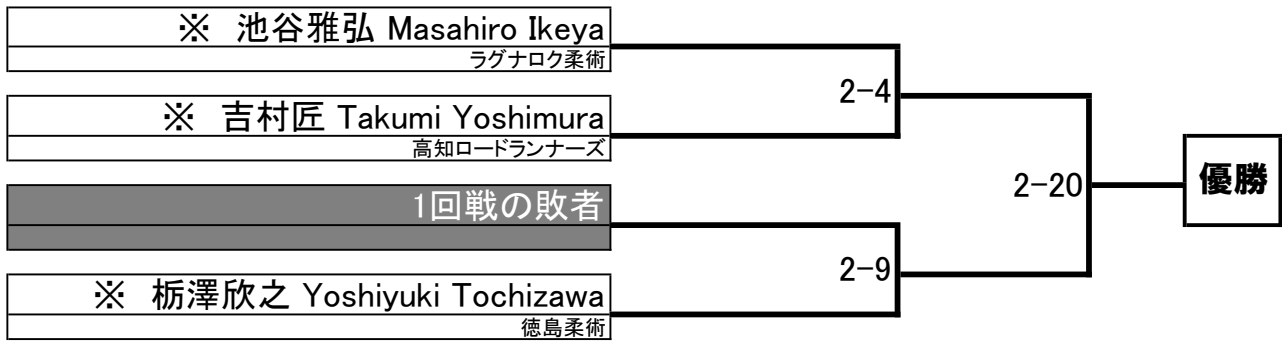 ※ 池谷雅弘 Masahiro Ikeya
ラグナロク柔術
2-4
※ 吉村匠 Takumi Yoshimura
高知ロードランナーズ
2-20
優勝
1回戦の敗者
2-9
※ 栃澤欣之 Yoshiyuki Tochizawa
徳島柔術